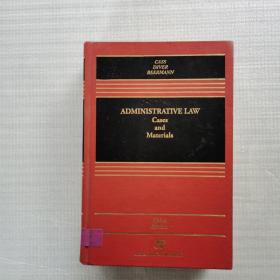 CASS
DIVER
BEERMANN
ADMINISTRATIVE LAW
Cases
and
Materials